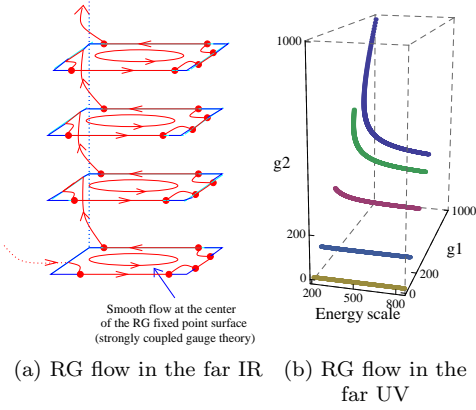 Smooth flow at the center
of the RG fixed point surface
(strongly coupled gauge theory)
(a) RG flow in the far IR
1000
g2
200
0
200
500
800
Energy scale
0
200
g1
1000
(b) RG flow in the
far UV